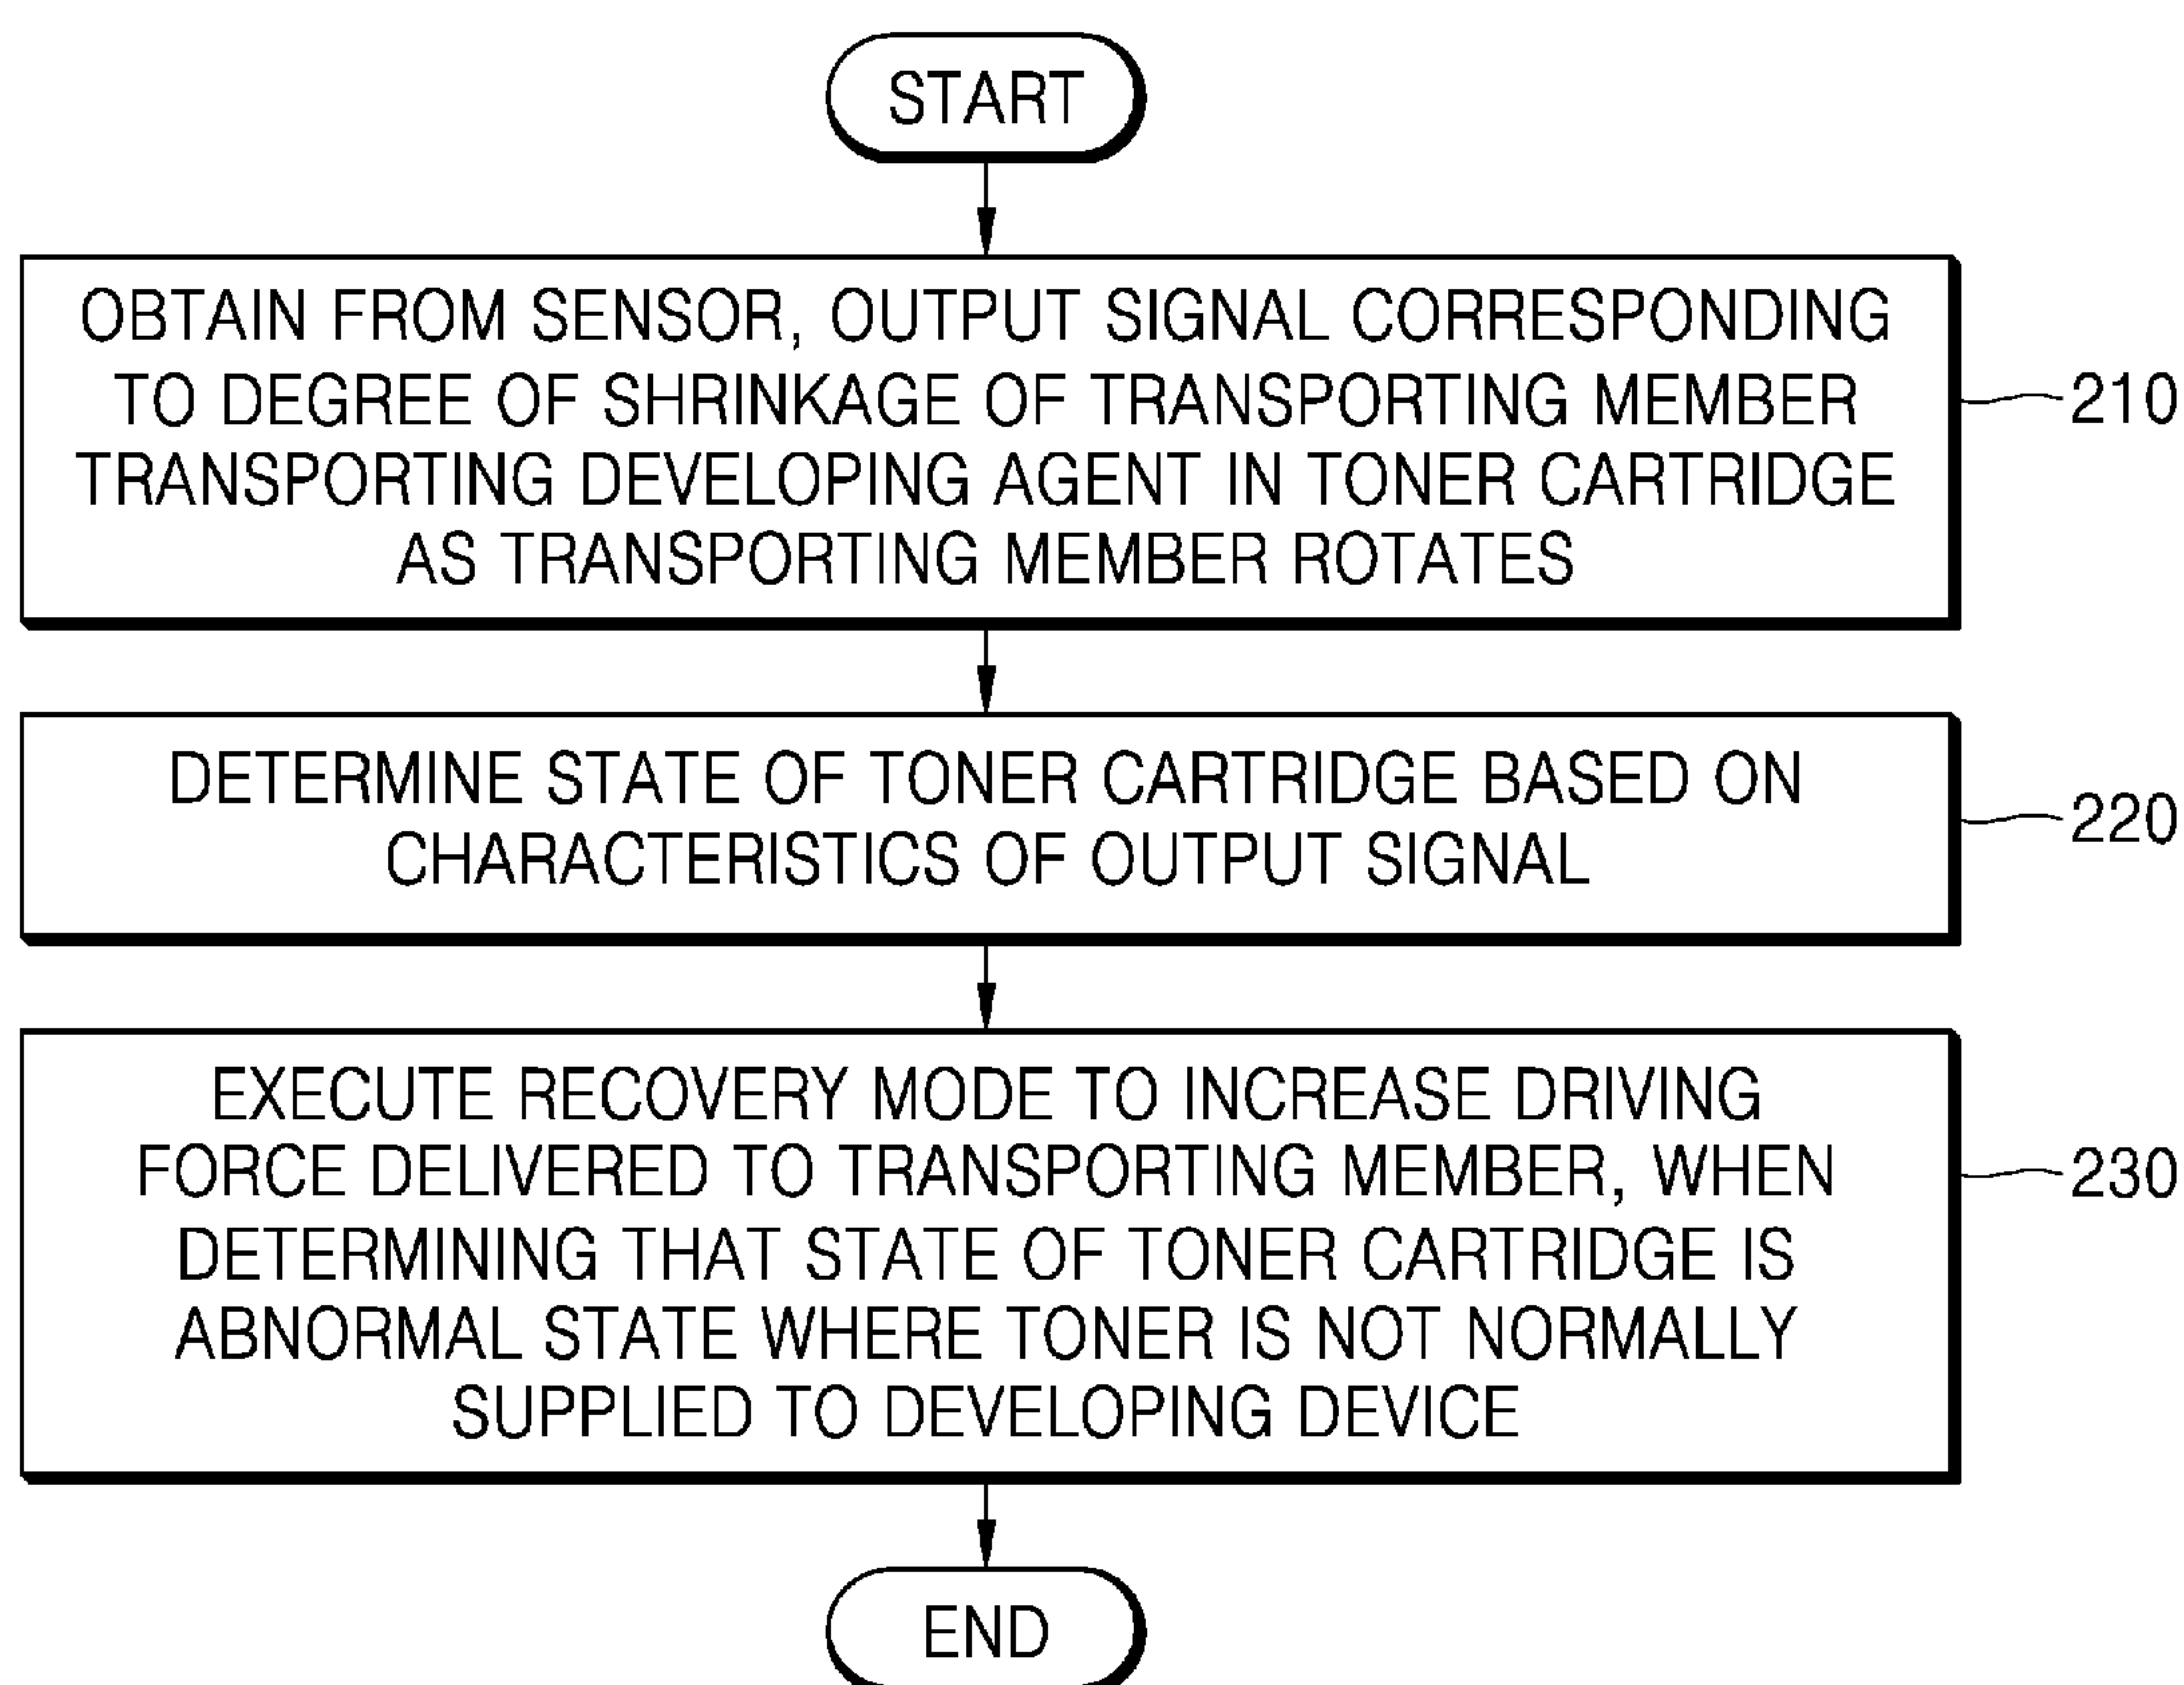 START
OBTAIN FROM SENSOR, OUTPUT SIGNAL CORRESPONDING
TO DEGREE OF SHRINKAGE OF TRANSPORTING MEMBER
TRANSPORTING DEVELOPING AGENT IN TONER CARTRIDGE
AS TRANSPORTING MEMBER ROTATES
210
DETERMINE STATE OF TONER CARTRIDGE BASED ON
CHARACTERISTICS OF OUTPUT SIGNAL
220
EXECUTE RECOVERY MODE TO INCREASE DRIVING
FORCE DELIVERED TO TRANSPORTING MEMBER, WHEN
DETERMINING THAT STATE OF TONER CARTRIDGE IS
ABNORMAL STATE WHERE TONER IS NOT NORMALLY
SUPPLIED TO DEVELOPING DEVICE
230
END